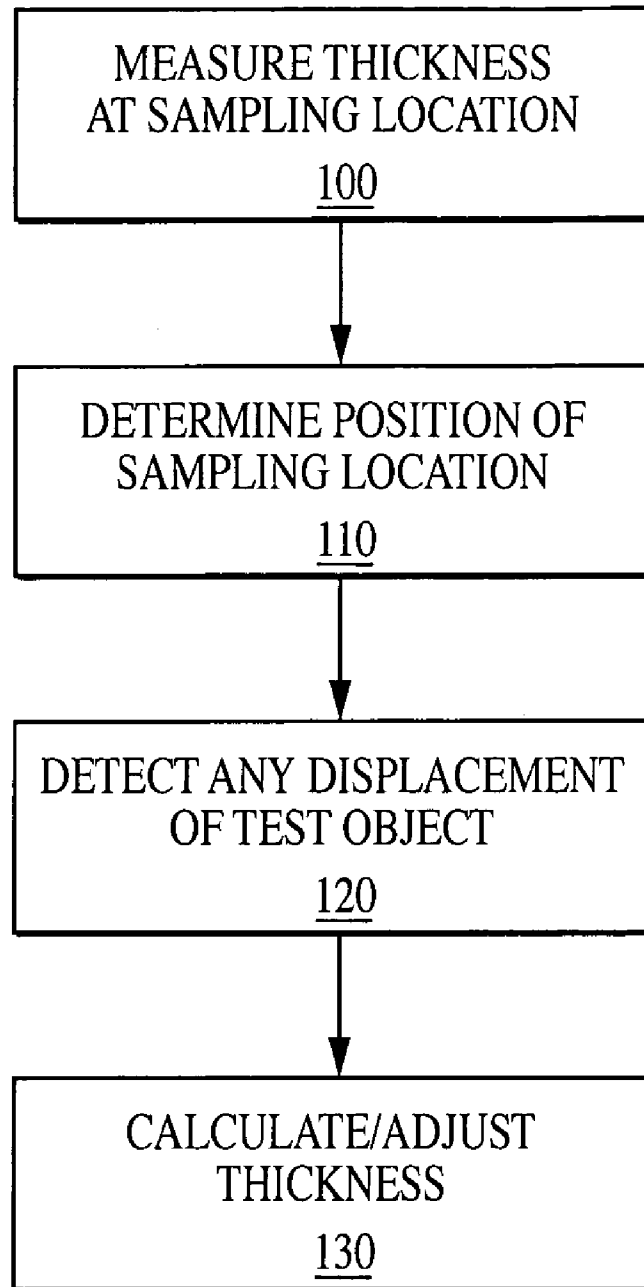 MEASURE THICKNESS
AT SAMPLING LOCATION
100
DETERMINE POSITION OF
SAMPLING LOCATION
110
DETECT ANY DISPLACEMENT
OF TEST OBJECT
120
CALCULATE/ADJUST
THICKNESS
130